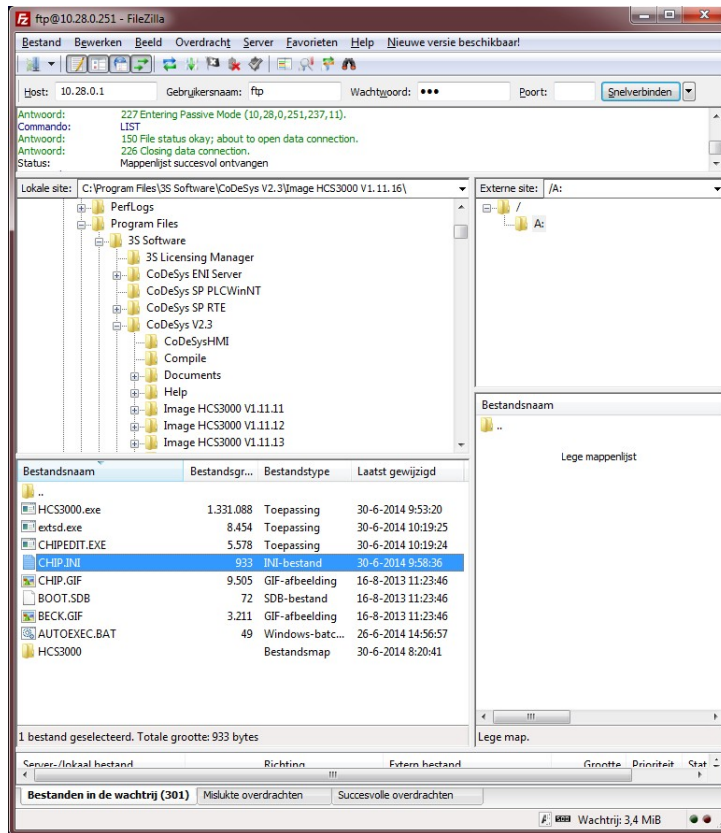 ftp@10.28.0.251 - FileZilla
Bestand Bewerken Beeld Overdracht Server Favorieten Help Nieuwe versie beschikbaar!
Host: 10.28.0.1 Gebruikersnaam: ftp Wachtwoord: ●●● Poort: Snelverbinden
Antwoord: 227 Entering Passive Mode (10,28,0,251,237,11).
Commando: LIST
Antwoord: 150 File status okay; about to open data connection.
Antwoord: 226 Closing data connection.
Status: Mappenlijst succesvol ontvangen
Lokale site: C:\Program Files\3S Software\CoDeSys V2.3\Image HCS3000 V1.11.16\
PerfLogs
Program Files
3S Software
3S Licensing Manager
CoDeSys ENI Server
CoDeSys SP PLCWinNT
CoDeSys SP RTE
CoDeSys V2.3
CoDeSysHMI
Compile
Documents
Help
Image HCS3000 V1.11.11
Image HCS3000 V1.11.12
Image HCS3000 V1.11.13
Externe site: /A:
/
A:
Bestandsnaam Bestandsgr... Bestandstype Laatst gewijzigd
..
HCS3000.exe 1.331.088 Toepassing 30-6-2014 9:53:20
extsd.exe 8.454 Toepassing 30-6-2014 10:19:25
CHIPEDIT.EXE 5.578 Toepassing 30-6-2014 10:19:24
CHIP.INI 933 INI-bestand 30-6-2014 9:58:36
CHIP.GIF 9.505 GIF-afbeelding 16-8-2013 11:23:46
BOOT.SDB 72 SDB-bestand 16-8-2013 11:23:46
BECK.GIF 3.211 GIF-afbeelding 16-8-2013 11:23:46
AUTOEXEC.BAT 49 Windows-batc... 26-6-2014 14:56:57
HCS3000 Bestandsmap 30-6-2014 8:20:41
1 bestand geselecteerd. Totale grootte: 933 bytes
Bestandsnaam
..
Lege mappenlijst
Lege map.
Server-/lokaal bestand Richting Extern bestand Grootte Prioriteit Stat
Bestanden in de wachtrij (301) Mislukte overdrachten Succesvolle overdrachten
Wachtrij: 3,4 MiB